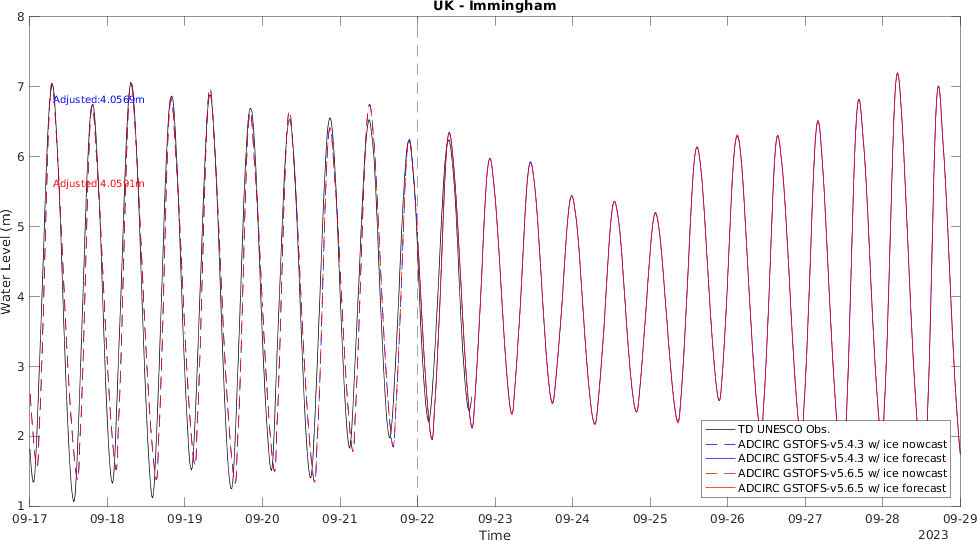 UK - Immingham
8
7
6
5
4
3
2
1
Water Level (m)
Adjusted:4.0569m
Adjusted:4.0591m
TD UNESCO Obs.
ADCIRC GSTOFS-v5.4.3 w/ ice nowcast
ADCIRC GSTOFS-v5.4.3 w/ ice forecast
ADCIRC GSTOFS-v5.6.5 w/ ice nowcast
ADCIRC GSTOFS-v5.6.5 w/ ice forecast
09-17 09-18 09-19 09-20 09-21 09-22 09-23 09-24 09-25 09-26 09-27 09-28 09-29
Time
2023